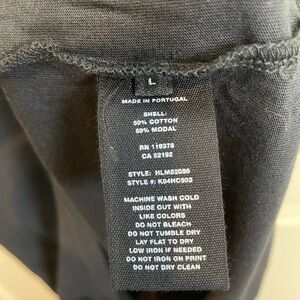 L
MADE IN PORTUGAL
SHELL:
50% COTTON
50% MODAL
RN 119376
CA 52192
STYLE: HLM52086
STYLE #: K04HC503
MACHINE WASH COLD
INSIDE OUT WITH
LIKE COLORS
DO NOT BLEACH
DO NOT TUMBLE DRY
LAY FLAT TO DRY
LOW IRON IF NEEDED
DO NOT IRON ON PRINT
DO NOT DRY CLEAN